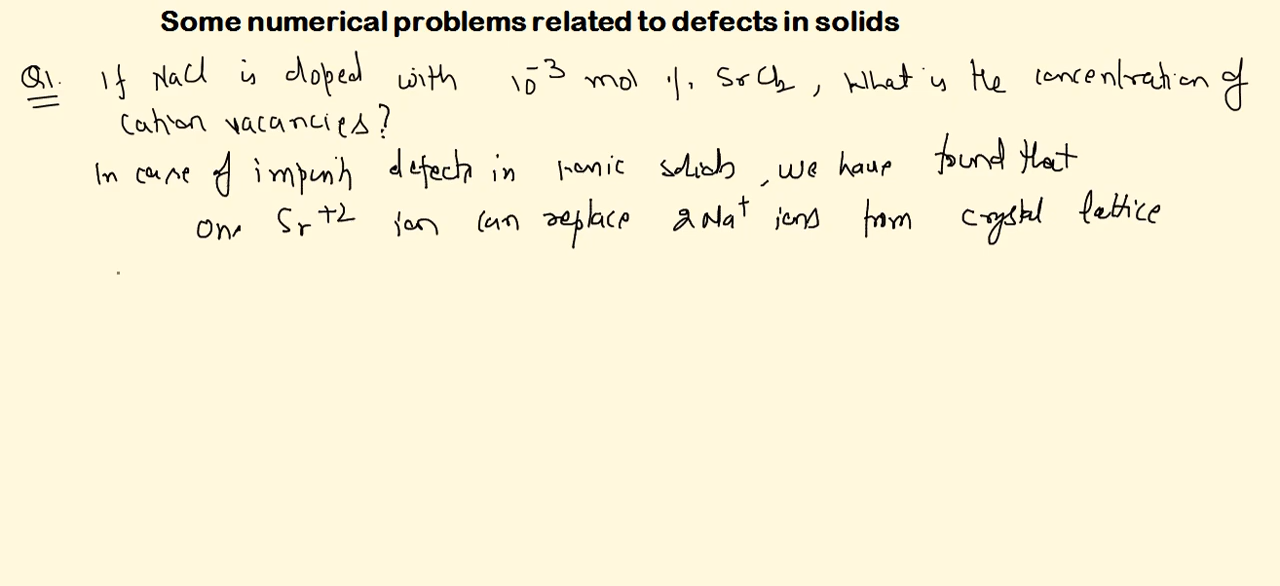 Some numerical problems related to defects in solids
Q1. If NaCl is doped with 10⁻³ mol % SrCl₂, What is the concentration of
cation vacancies?
In case of impurity defects in ionic solids, we have found that
One Sr⁺² ion can replace 2 Na⁺ ions from crystal lattice